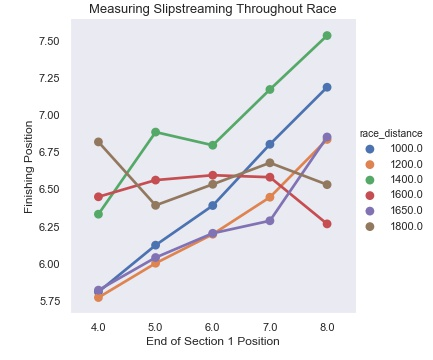 Measuring Slipstreaming Throughout Race
7.50
7.25
7.00
6.75
6.50
6.25
6.00
5.75
Finishing Position
4.0 5.0 6.0 7.0 8.0
End of Section 1 Position
race_distance
1000.0
1200.0
1400.0
1600.0
1650.0
1800.0